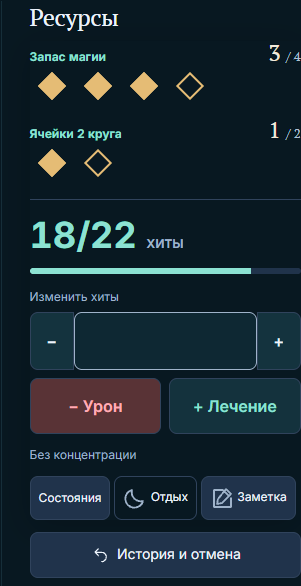 Ресурсы
Запас магии 3 / 4
Ячейки 2 круга 1 / 2
18/22 хиты
Изменить хиты
− +
− Урон + Лечение
Без концентрации
Состояния Отдых Заметка
История и отмена